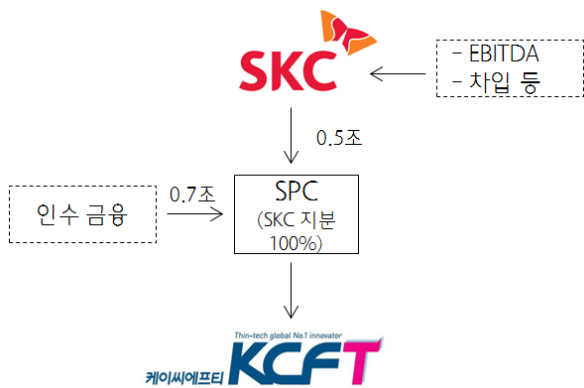 SKC
- EBITDA
- 차입 등
0.5조
0.7조
인수 금융
SPC
(SKC 지분
100%)
Thin-tech global No.1 innovator
케이씨에프티 KCFT